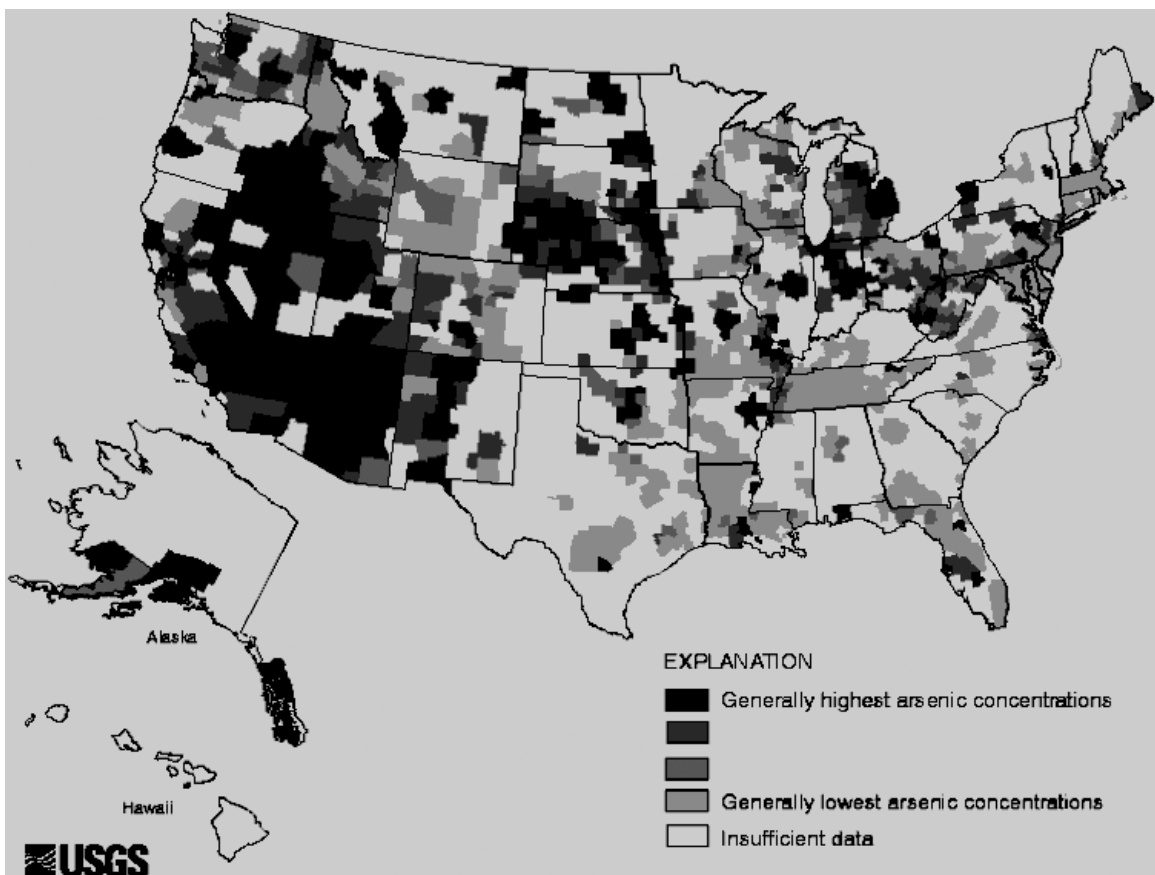 Alaska
Hawaii
EXPLANATION
Generally highest arsenic concentrations
Generally lowest arsenic concentrations
Insufficient data
USGS